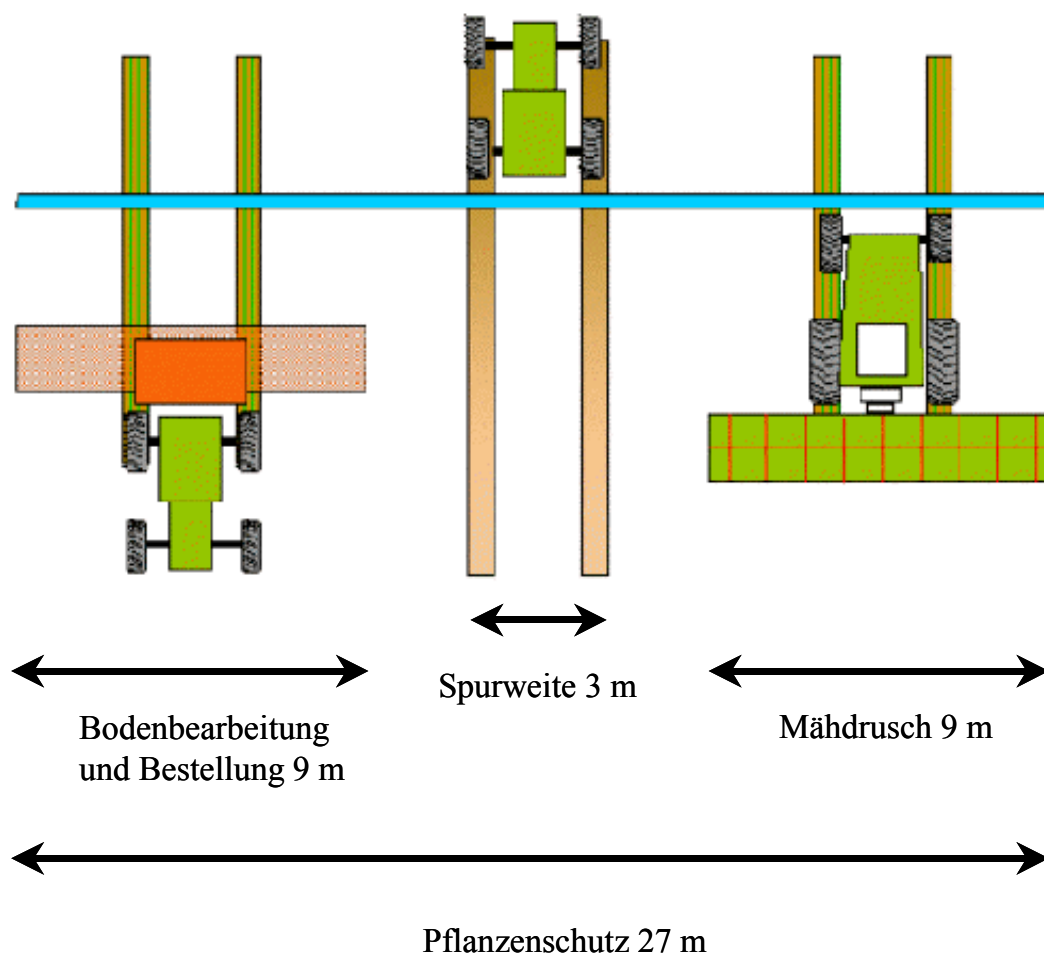 Spurweite 3 m
Bodenbearbeitung
und Bestellung 9 m
Mähdrusch 9 m
Pflanzenschutz 27 m